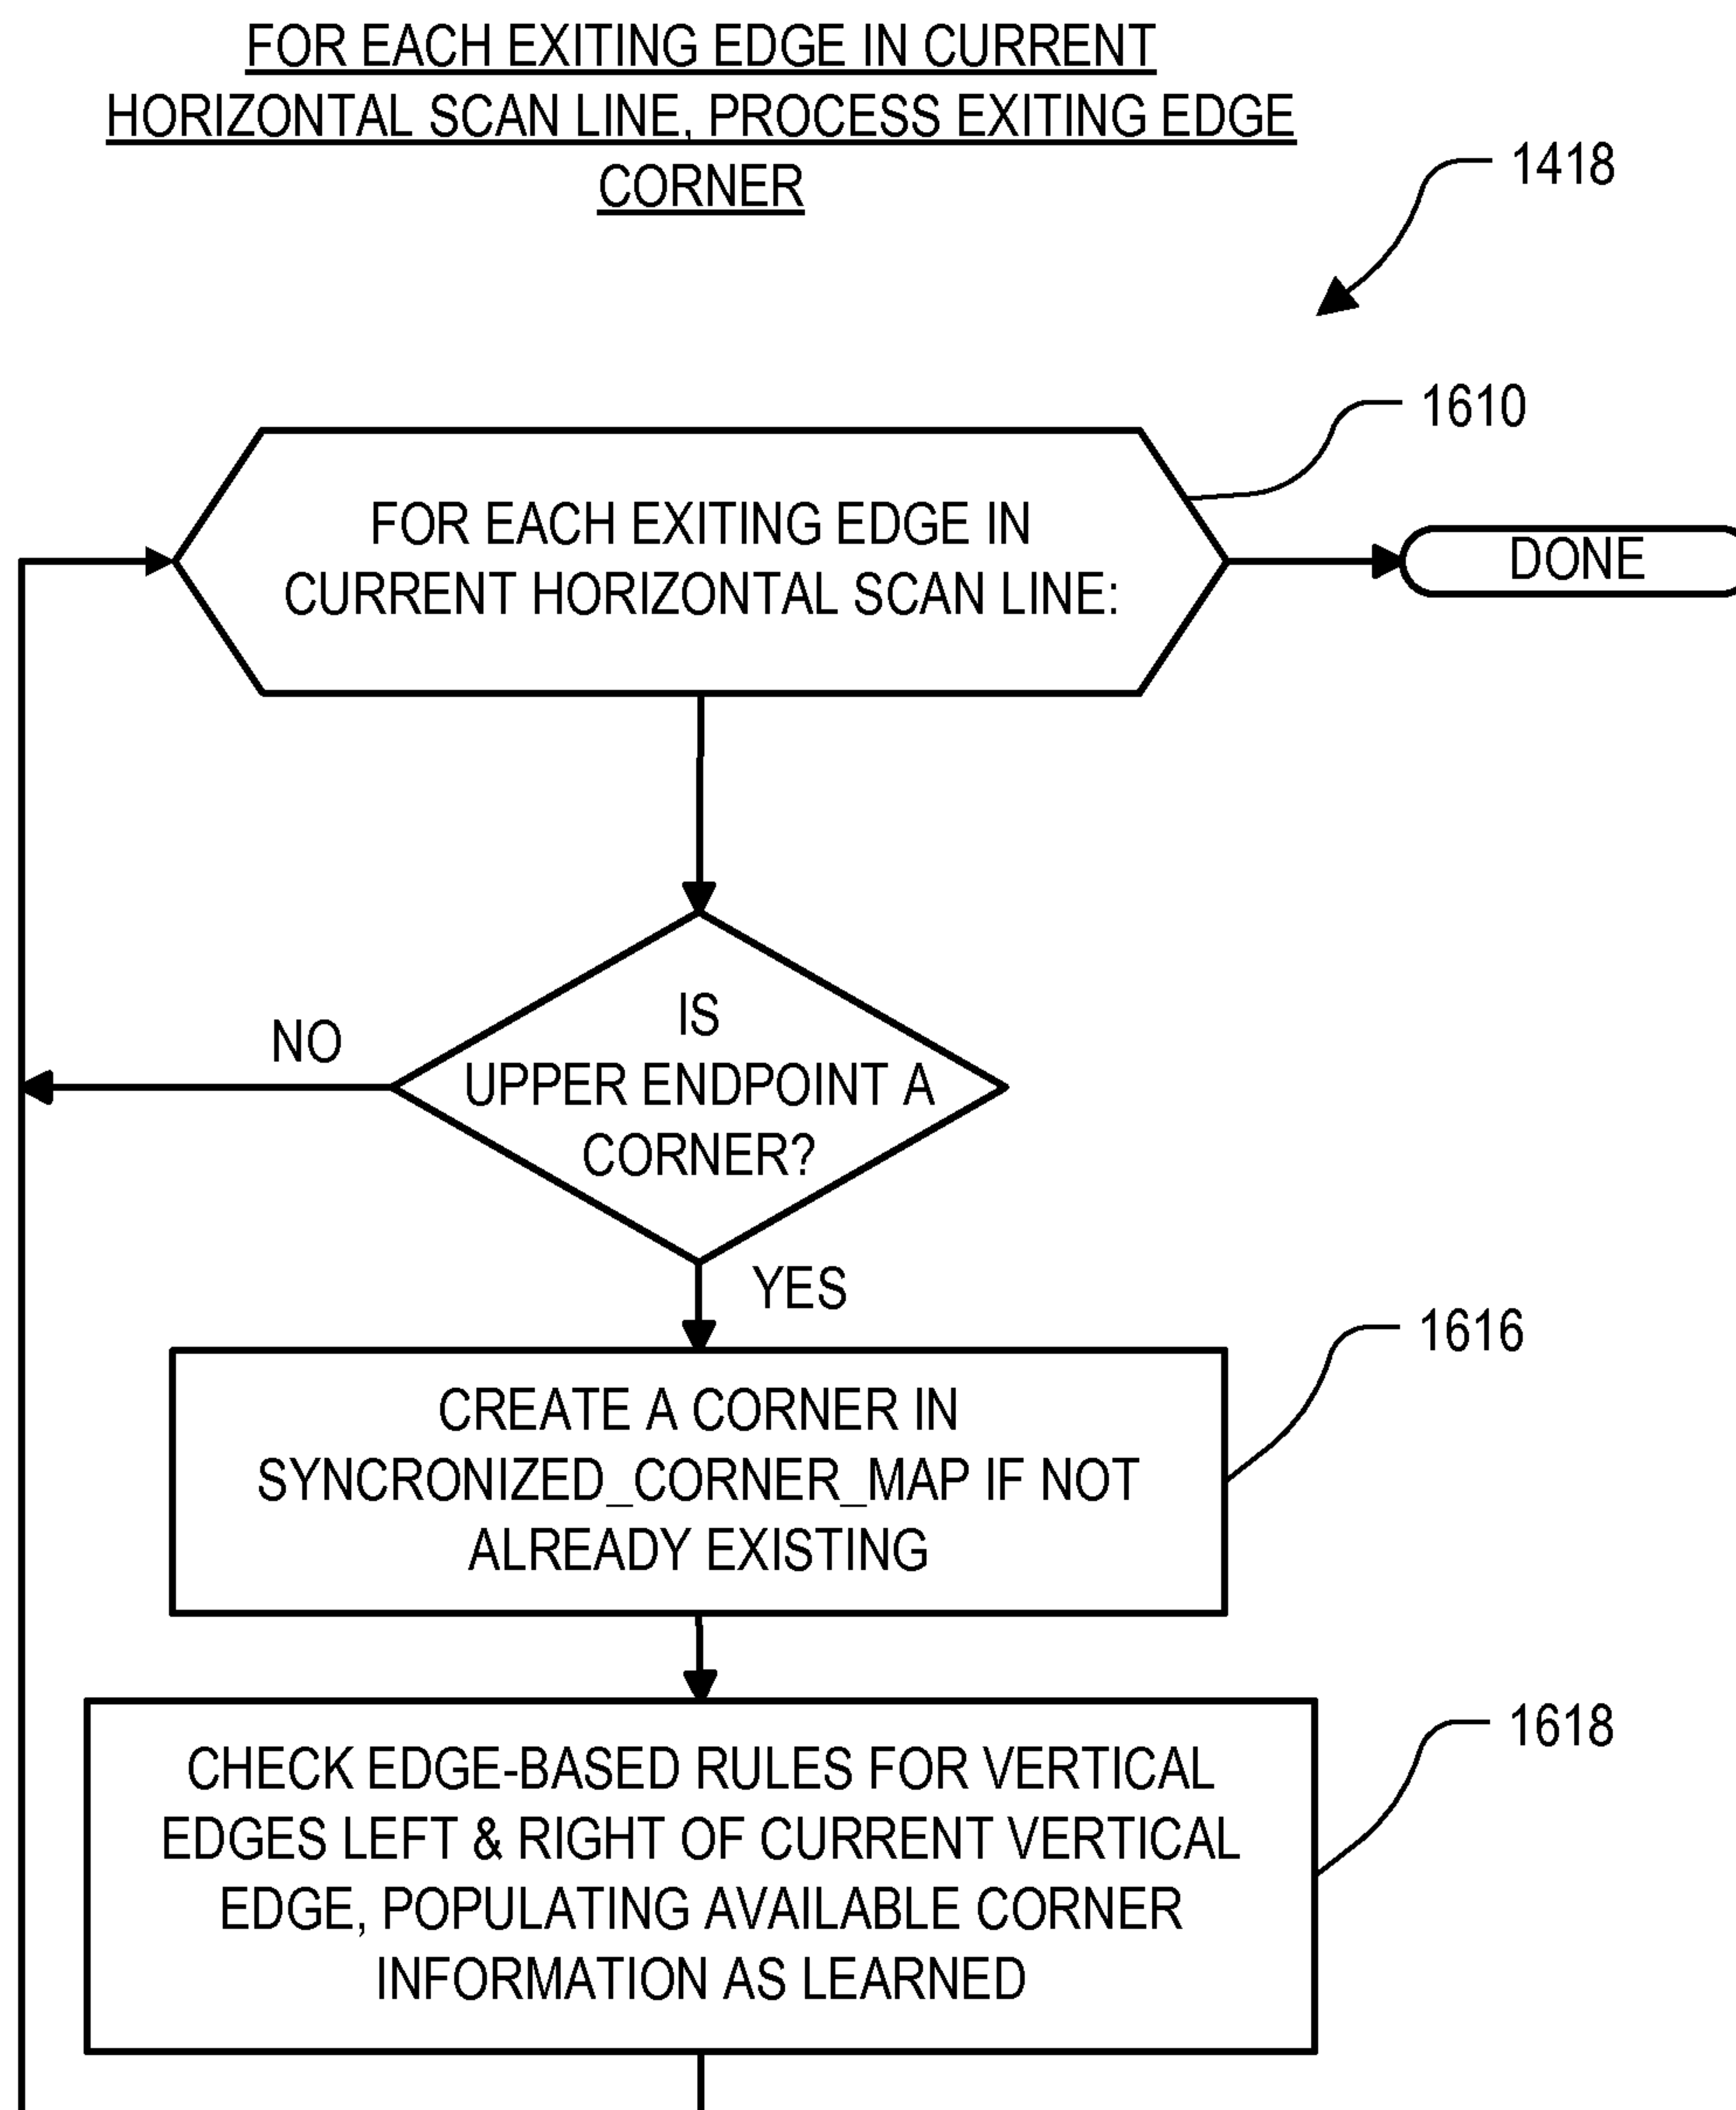 FOR EACH EXITING EDGE IN CURRENT
HORIZONTAL SCAN LINE, PROCESS EXITING EDGE
CORNER
1418
1610
FOR EACH EXITING EDGE IN
CURRENT HORIZONTAL SCAN LINE:
DONE
IS
UPPER ENDPOINT A
CORNER?
NO
YES
1616
CREATE A CORNER IN
SYNCRONIZED_CORNER_MAP IF NOT
ALREADY EXISTING
1618
CHECK EDGE-BASED RULES FOR VERTICAL
EDGES LEFT & RIGHT OF CURRENT VERTICAL
EDGE, POPULATING AVAILABLE CORNER
INFORMATION AS LEARNED